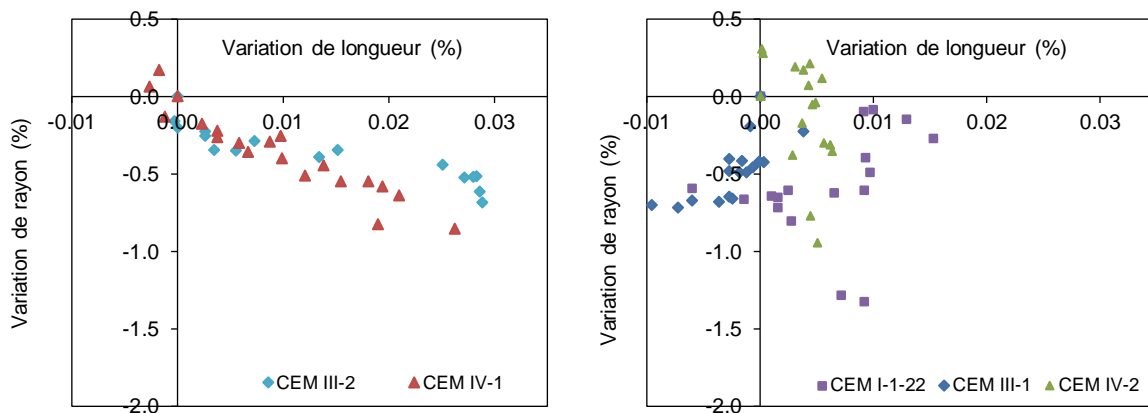 0.5
Variation de longueur (%)
0.0
-0.01 0.00 0.01 0.02 0.03
-0.5
-1.0
-1.5
-2.0
Variation de rayon (%)
CEM III-2 CEM IV-1
0.5
Variation de longueur (%)
0.0
-0.01 0.00 0.01 0.02 0.03
-0.5
-1.0
-1.5
-2.0
Variation de rayon (%)
CEM I-1-22 CEM III-1 CEM IV-2